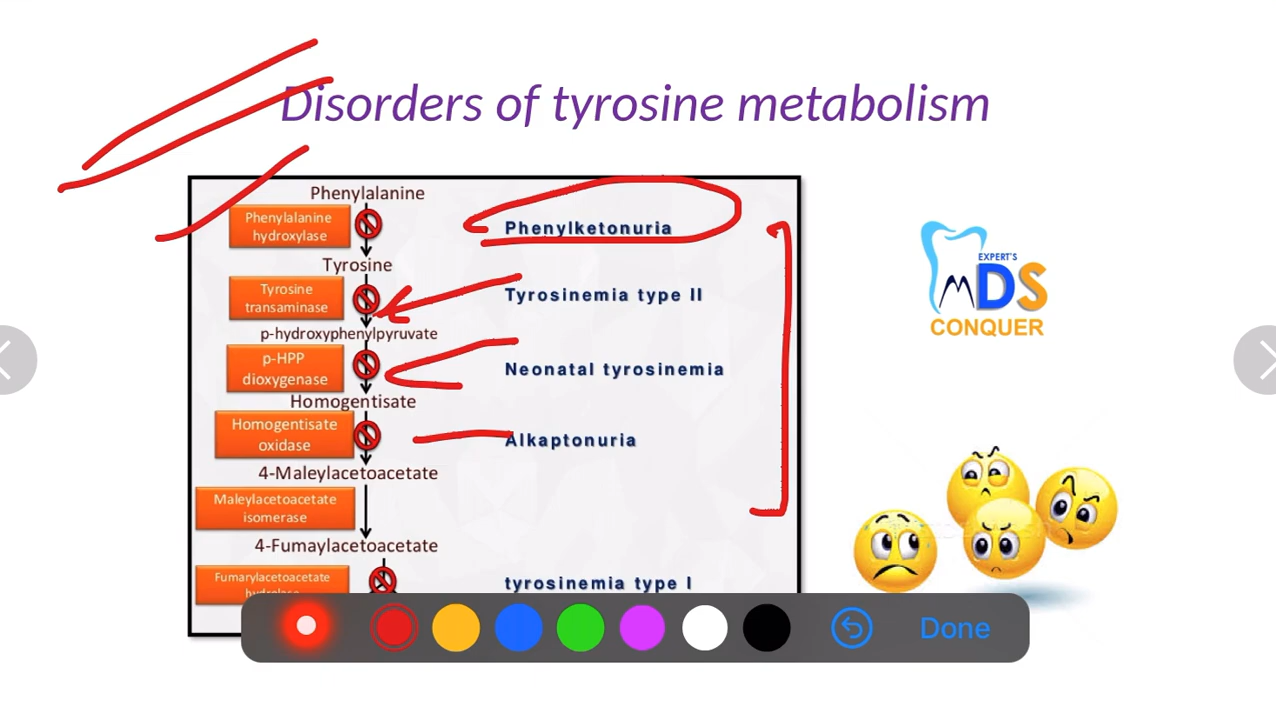 Disorders of tyrosine metabolism
Phenylalanine
Phenylalanine
hydroxylase
Phenylketonuria
Tyrosine
Tyrosine
transaminase
Tyrosinemia type II
p-hydroxyphenylpyruvate
p-HPP
dioxygenase
Neonatal tyrosinemia
Homogentisate
Homogentisate
oxidase
Alkaptonuria
4-Maleylacetoacetate
Maleylacetoacetate
isomerase
4-Fumaylacetoacetate
Fumarylacetoacetate
tyrosinemia type I
EXPERT'S
MDS
CONQUER
Done